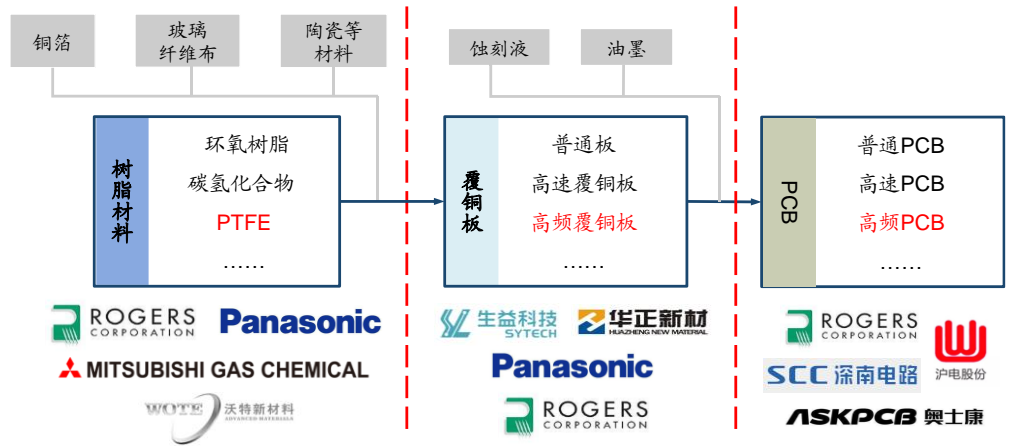 铜箔
玻璃
纤维布
陶瓷等
材料
蚀刻液
油墨
树脂材料
环氧树脂
碳氢化合物
PTFE
……
覆铜板
普通板
高速覆铜板
高频覆铜板
……
PCB
普通PCB
高速PCB
高频PCB
……
ROGERS
CORPORATION
Panasonic
MITSUBISHI GAS CHEMICAL
WOTE 沃特新材料
ADVANCED MATERIALS
生益科技
SYTECH
华正新材
HUAZHENG NEW MATERIAL
Panasonic
ROGERS
CORPORATION
ROGERS
CORPORATION
沪电股份
SCC 深南电路
ASKPCB 奥士康